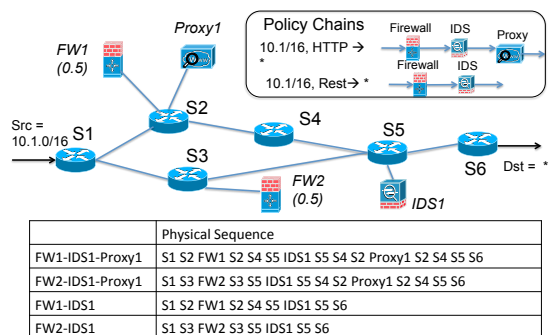 Policy Chains
10.1/16, HTTP →
*
Firewall
IDS
Proxy
10.1/16, Rest→ *
Firewall
IDS
FW1
(0.5)
Proxy1
Src =
10.1.0/16
S1
S2
S3
S4
S5
S6
FW2
(0.5)
IDS1
Dst = *
Physical Sequence
FW1-IDS1-Proxy1 S1 S2 FW1 S2 S4 S5 IDS1 S5 S4 S2 Proxy1 S2 S4 S5 S6
FW2-IDS1-Proxy1 S1 S3 FW2 S3 S5 IDS1 S5 S4 S2 Proxy1 S2 S4 S5 S6
FW1-IDS1 S1 S2 FW1 S2 S4 S5 IDS1 S5 S6
FW2-IDS1 S1 S3 FW2 S3 S5 IDS1 S5 S6